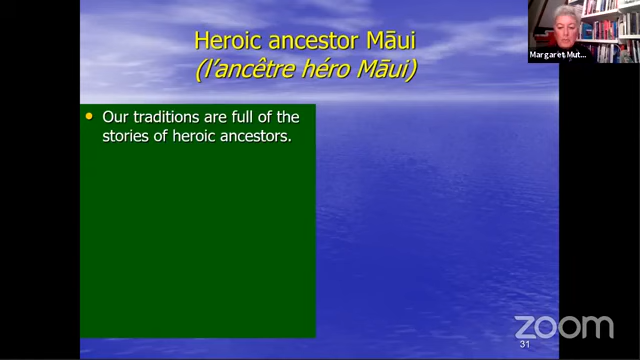 Heroic ancestor Māui
(l'ancêtre héro Māui)
Margaret Mut...
• Our traditions are full of the
stories of heroic ancestors.
zoom
31